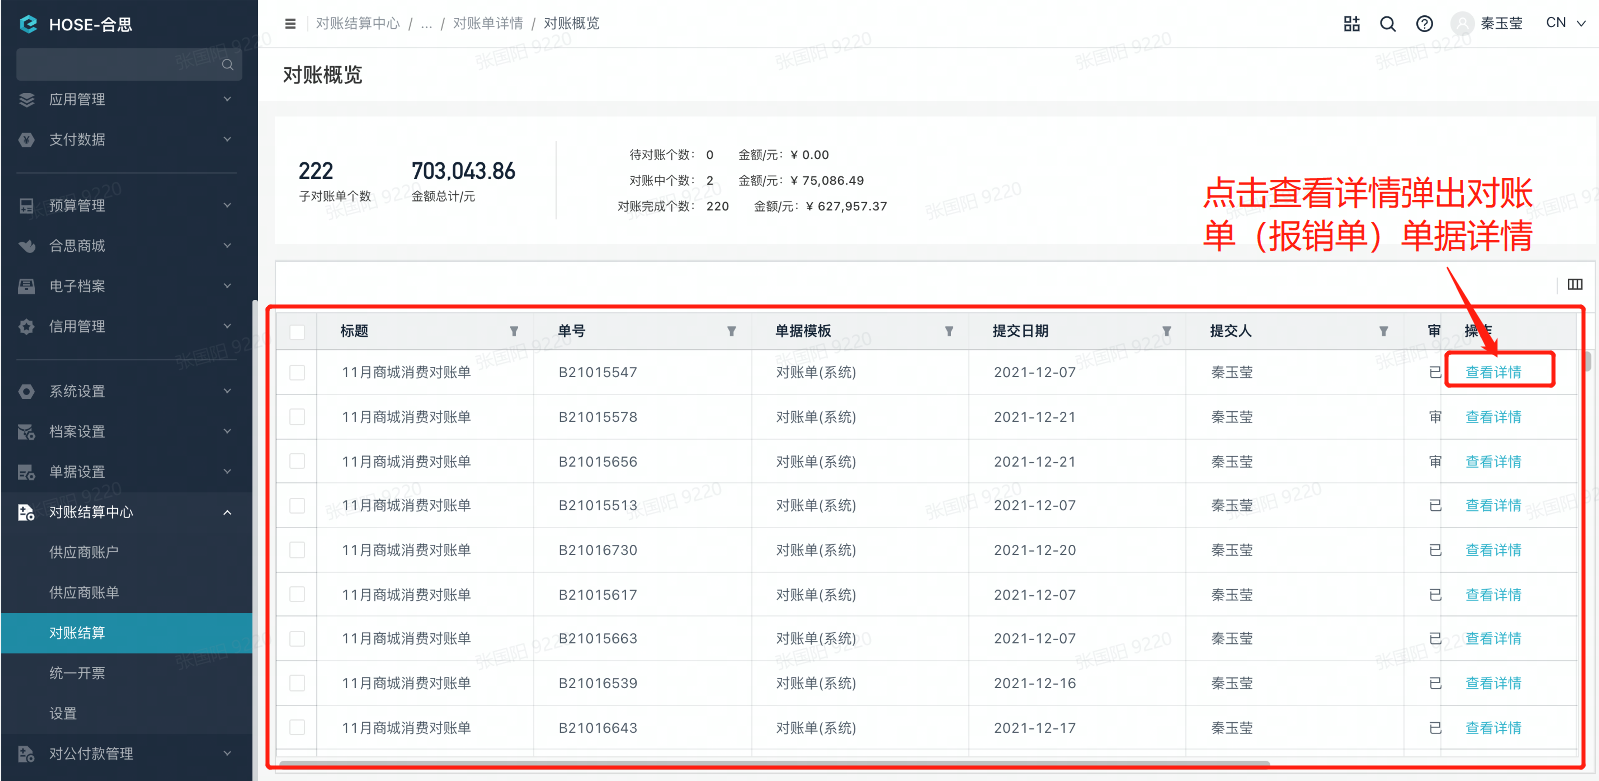 HOSE-合思
对账结算中心 / ... / 对账单详情 / 对账概览
秦玉莹 CN
应用管理
支付数据
预算管理
合思商城
电子档案
信用管理
系统设置
档案设置
单据设置
对账结算中心
供应商账户
供应商账单
对账结算
统一开票
设置
对公付款管理
对账概览
222
子对账单个数
703,043.86
金额总计/元
待对账个数： 0 金额/元：¥ 0.00
对账中个数： 2 金额/元：¥ 75,086.49
对账完成个数： 220 金额/元：¥ 627,957.37
点击查看详情弹出对账
单（报销单）单据详情
标题 单号 单据模板 提交日期 提交人 审 操作
11月商城消费对账单 B21015547 对账单(系统) 2021-12-07 秦玉莹 已 查看详情
11月商城消费对账单 B21015578 对账单(系统) 2021-12-21 秦玉莹 审 查看详情
11月商城消费对账单 B21015656 对账单(系统) 2021-12-21 秦玉莹 审 查看详情
11月商城消费对账单 B21015513 对账单(系统) 2021-12-07 秦玉莹 已 查看详情
11月商城消费对账单 B21016730 对账单(系统) 2021-12-20 秦玉莹 已 查看详情
11月商城消费对账单 B21015617 对账单(系统) 2021-12-07 秦玉莹 已 查看详情
11月商城消费对账单 B21015663 对账单(系统) 2021-12-07 秦玉莹 已 查看详情
11月商城消费对账单 B21016539 对账单(系统) 2021-12-16 秦玉莹 已 查看详情
11月商城消费对账单 B21016643 对账单(系统) 2021-12-17 秦玉莹 已 查看详情
张国阳 9220